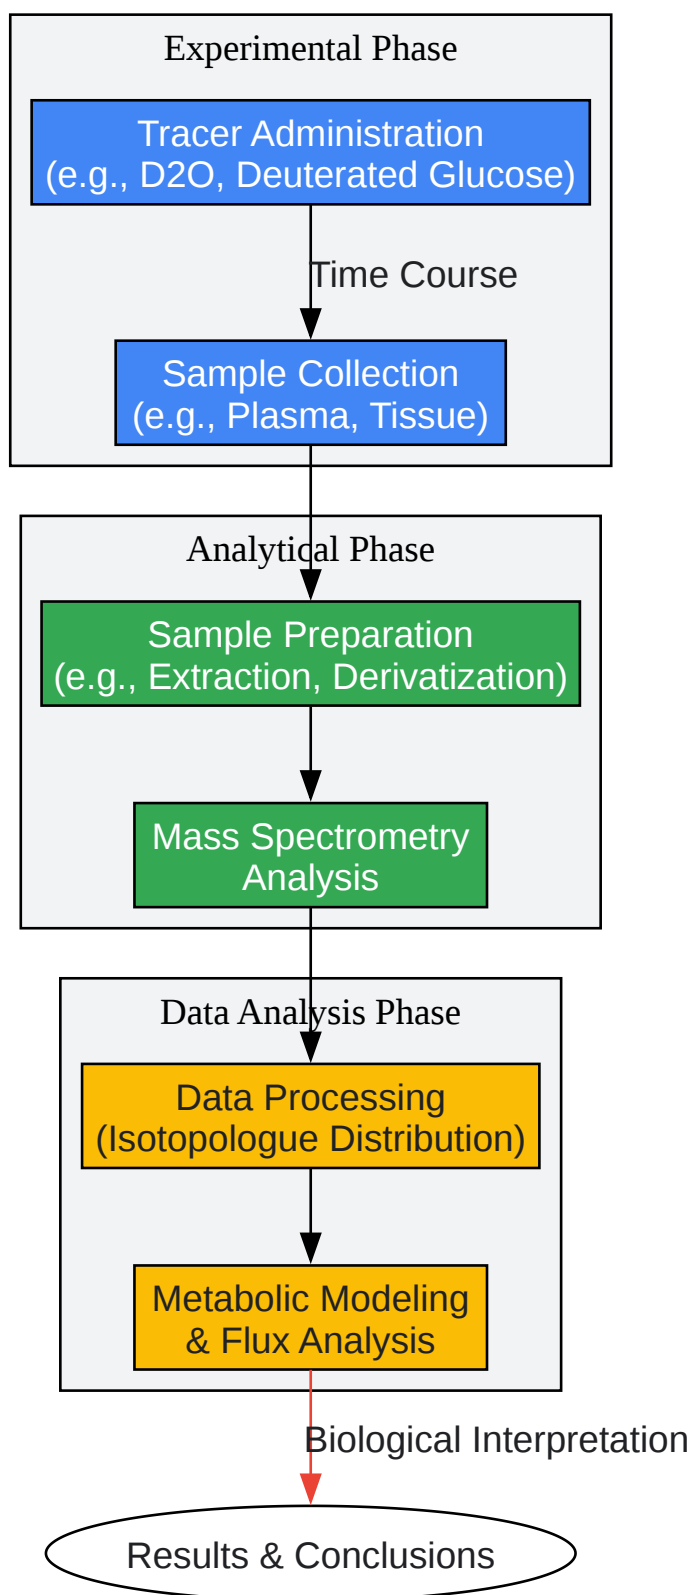 Experimental Phase
Tracer Administration
(e.g., D2O, Deuterated Glucose)
Time Course
Sample Collection
(e.g., Plasma, Tissue)
Analytical Phase
Sample Preparation
(e.g., Extraction, Derivatization)
Mass Spectrometry
Analysis
Data Analysis Phase
Data Processing
(Isotopologue Distribution)
Metabolic Modeling
& Flux Analysis
Biological Interpretation
Results & Conclusions